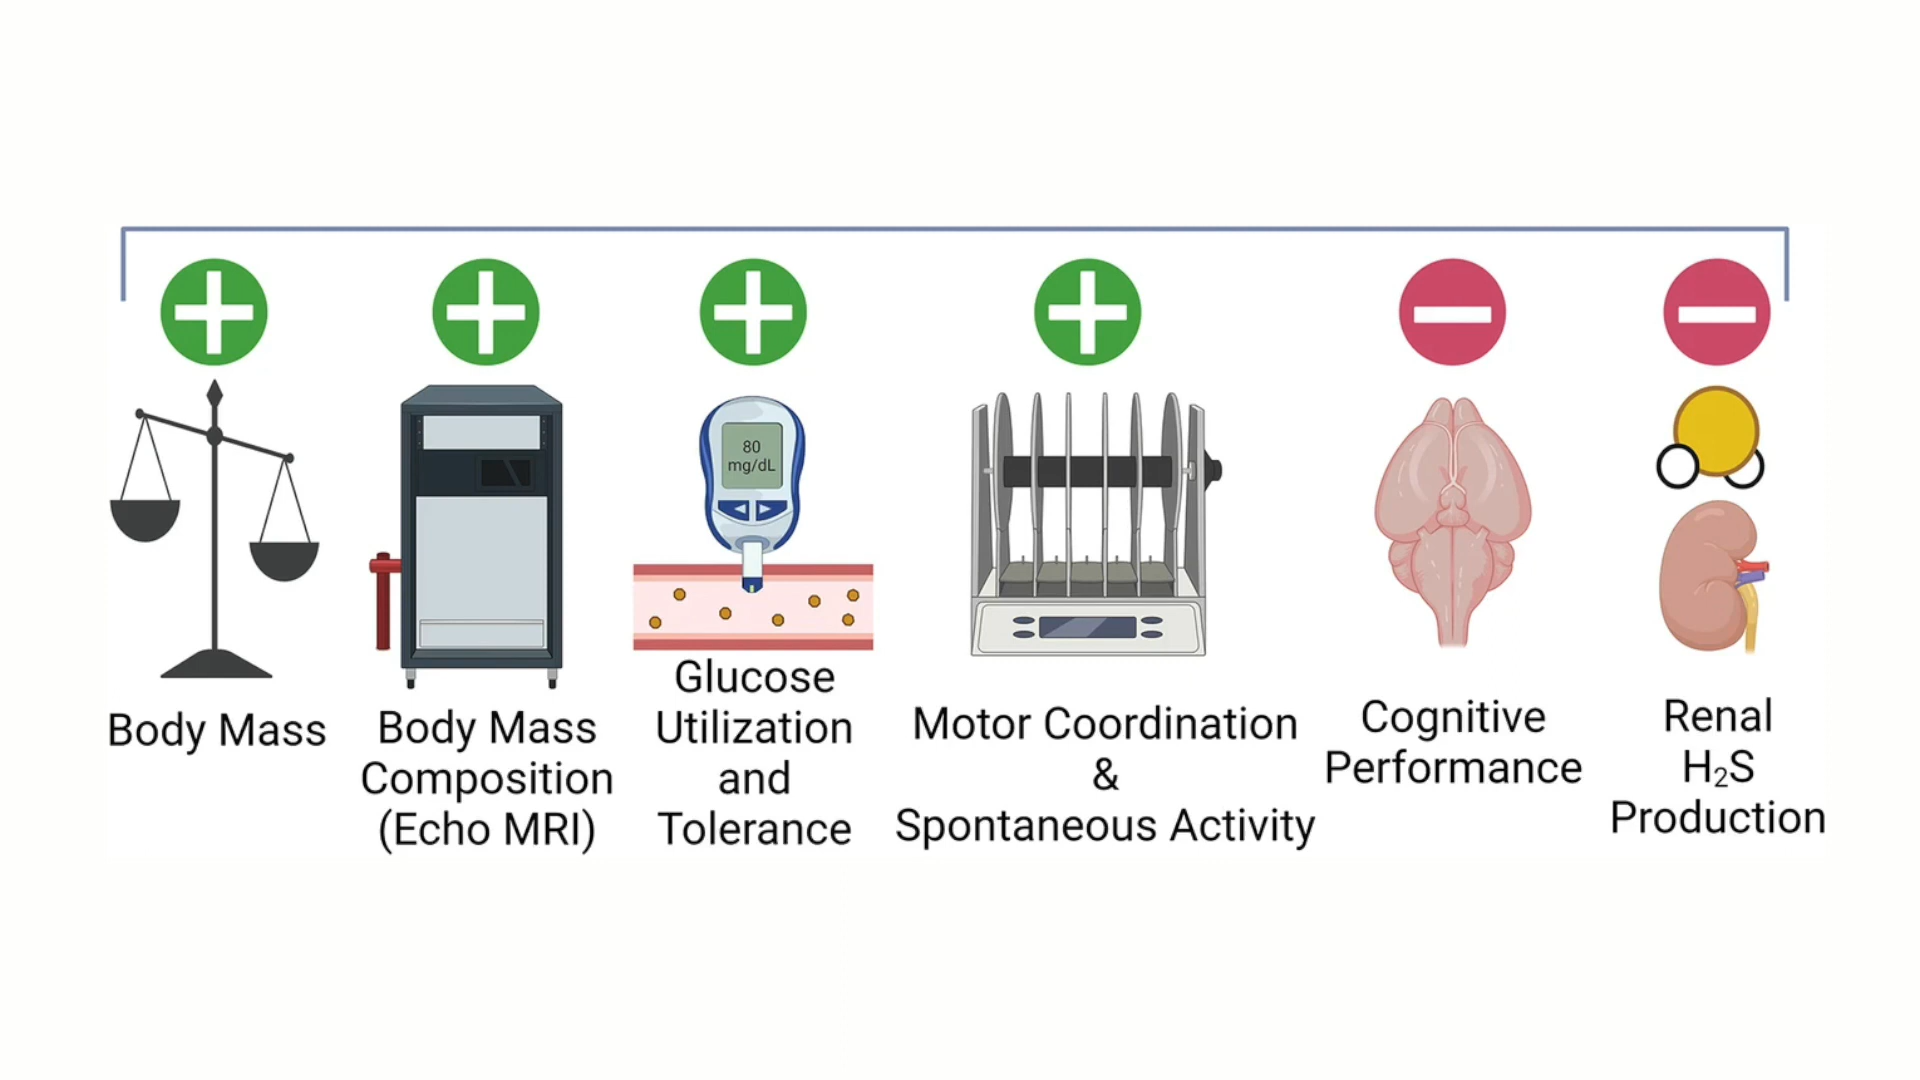 80
mg/dL
Body Mass
Body Mass
Composition
(Echo MRI)
Glucose
Utilization
and
Tolerance
Motor Coordination
&
Spontaneous Activity
Cognitive
Performance
Renal
H₂S
Production